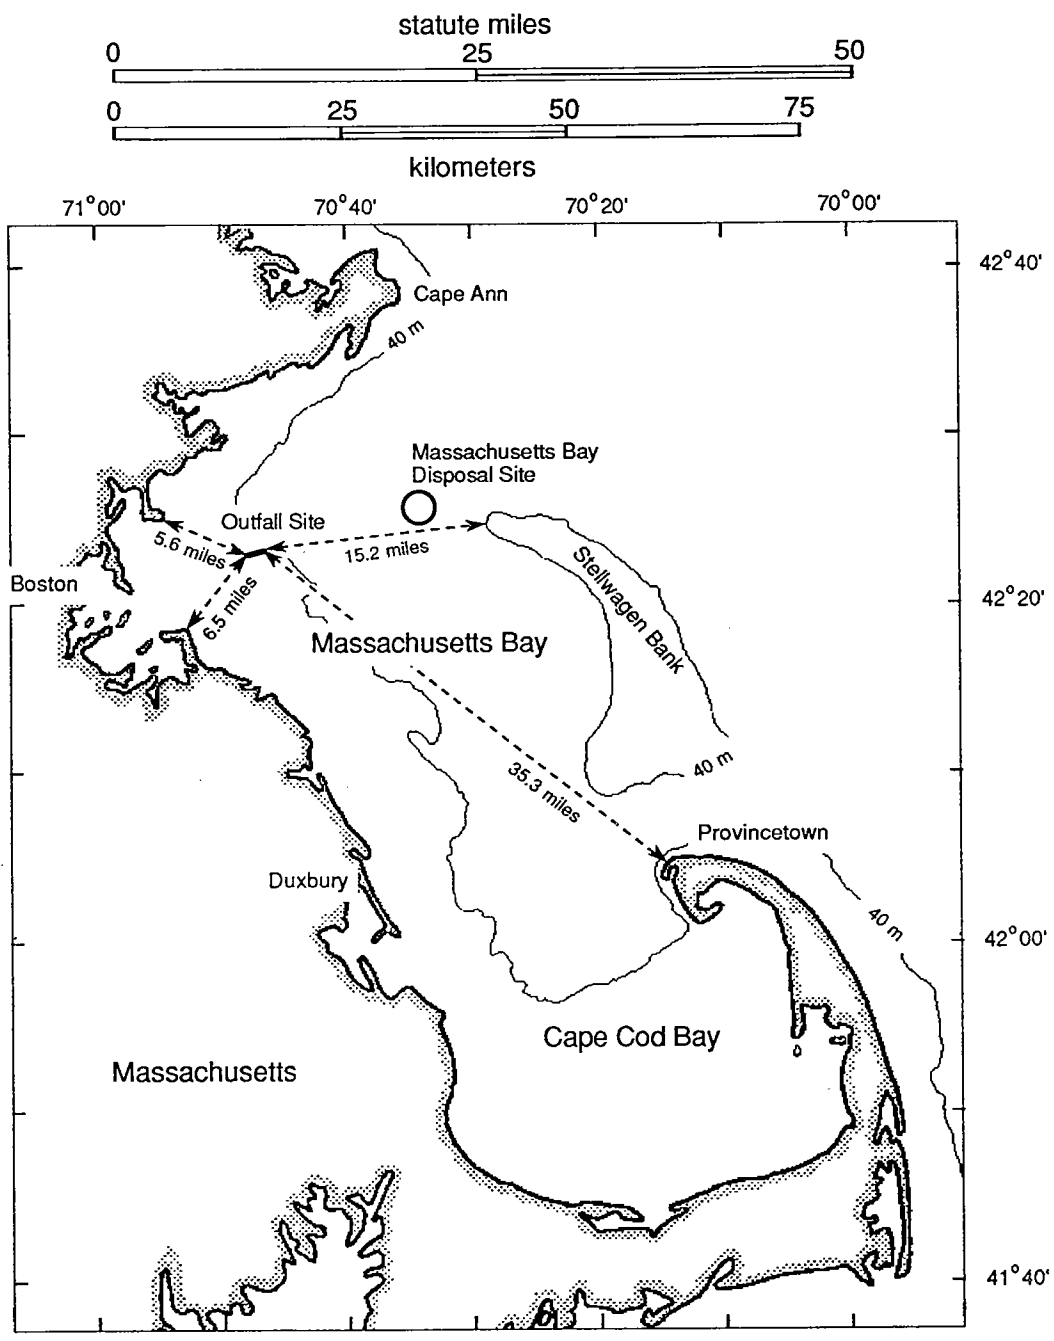 statute miles
0 25 50
0 25 50 75
kilometers
71°00' 70°40' 70°20' 70°00'
42°40'
Cape Ann
40 m
Massachusetts Bay
Disposal Site
Outfall Site
5.6 miles
15.2 miles
Boston
6.5 miles
Stellwagen Bank
42°20'
Massachusetts Bay
40 m
35.3 miles
Provincetown
Duxbury
40 m
42°00'
Cape Cod Bay
Massachusetts
41°40'